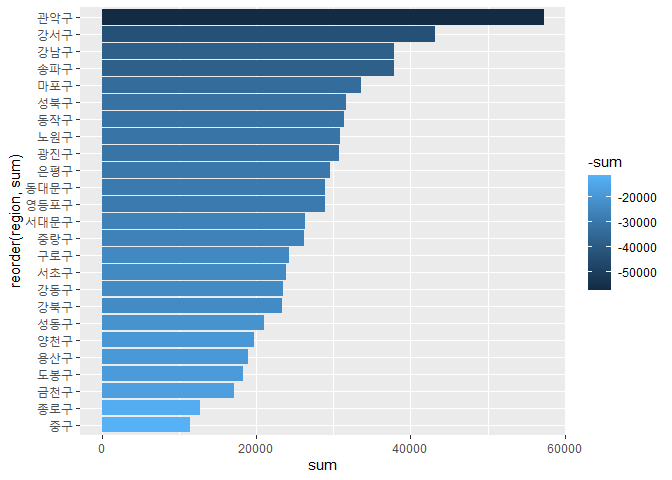 관악구
강서구
강남구
송파구
마포구
성북구
동작구
노원구
광진구
은평구
동대문구
영등포구
서대문구
중랑구
구로구
서초구
강동구
강북구
성동구
양천구
용산구
도봉구
금천구
종로구
중구
reorder(region, sum)
0 20000 40000 60000
sum
-sum
-20000
-30000
-40000
-50000